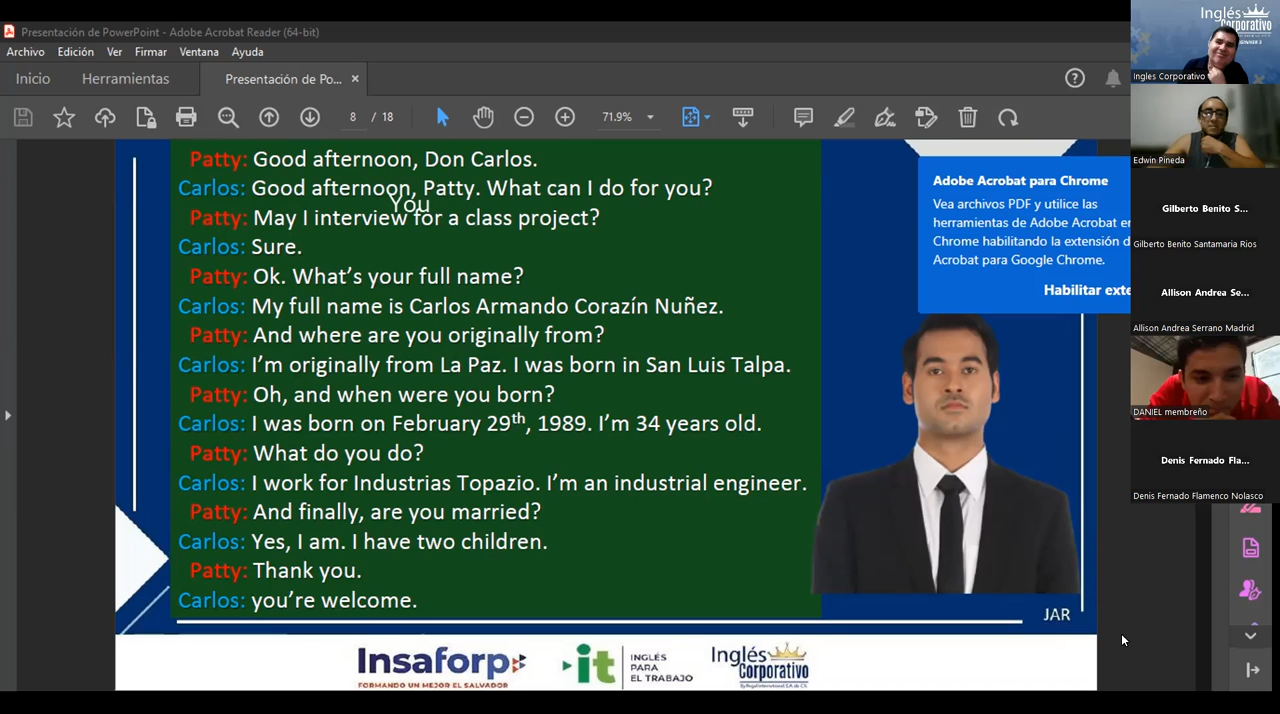 Presentación de PowerPoint - Adobe Acrobat Reader (64-bit)
Archivo Edición Ver Firmar Ventana Ayuda
Inicio Herramientas Presentación de Po... ×
8 / 18 71.9%
Patty: Good afternoon, Don Carlos.
Carlos: Good afternoon, Patty. What can I do for you?
You
Patty: May I interview for a class project?
Carlos: Sure.
Patty: Ok. What's your full name?
Carlos: My full name is Carlos Armando Corazín Nuñez.
Patty: And where are you originally from?
Carlos: I'm originally from La Paz. I was born in San Luis Talpa.
Patty: Oh, and when were you born?
Carlos: I was born on February 29th, 1989. I'm 34 years old.
Patty: What do you do?
Carlos: I work for Industrias Topazio. I'm an industrial engineer.
Patty: And finally, are you married?
Carlos: Yes, I am. I have two children.
Patty: Thank you.
Carlos: you're welcome.
JAR
Insaforp
FORMANDO UN MEJOR EL SALVADOR
it
INGLÉS
PARA
EL TRABAJO
Inglés
Corporativo
Adobe Acrobat para Chrome
Vea archivos PDF y utilice las
herramientas de Adobe Acrobat en
Chrome habilitando la extensión d
Acrobat para Google Chrome.
Habilitar exte
Inglés
Corporativo
Ingles Corporativo
Edwin Pineda
Gilberto Benito S...
Gilberto Benito Santamaria Rios
Allison Andrea Se...
Allison Andrea Serrano Madrid
DANIEL membreño
Denis Fernado Fla...
Denis Fernado Flamenco Nolasco